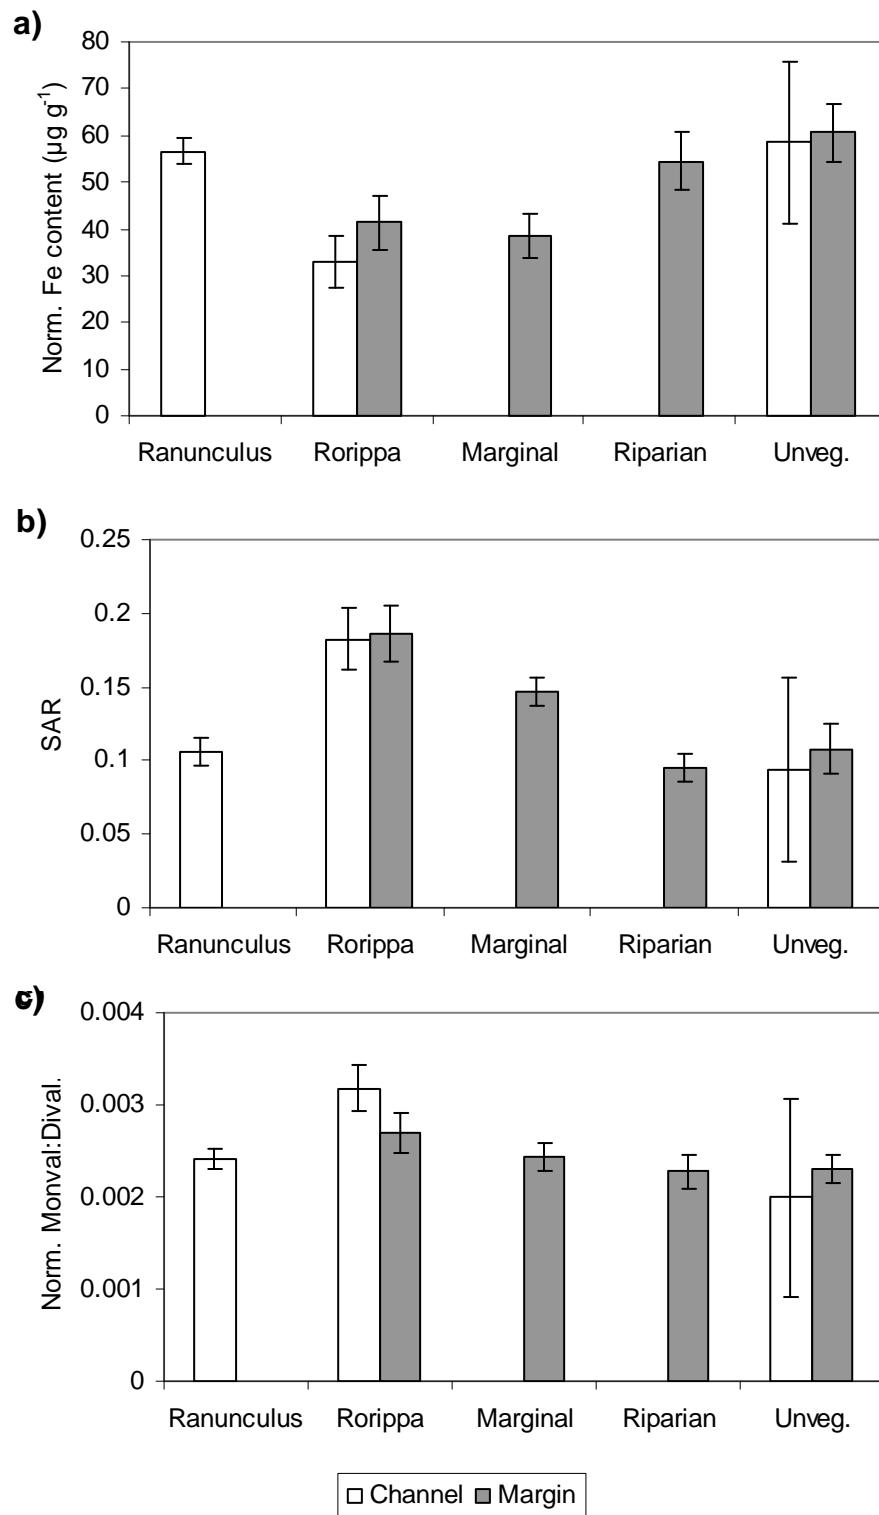 a)
Norm. Fe content (µg g-1)
80
70
60
50
40
30
20
10
0
Ranunculus Rorippa Marginal Riparian Unveg.
b)
SAR
0.25
0.2
0.15
0.1
0.05
0
Ranunculus Rorippa Marginal Riparian Unveg.
c)
Norm. Monval:Dival.
0.004
0.003
0.002
0.001
0
Ranunculus Rorippa Marginal Riparian Unveg.
Channel Margin